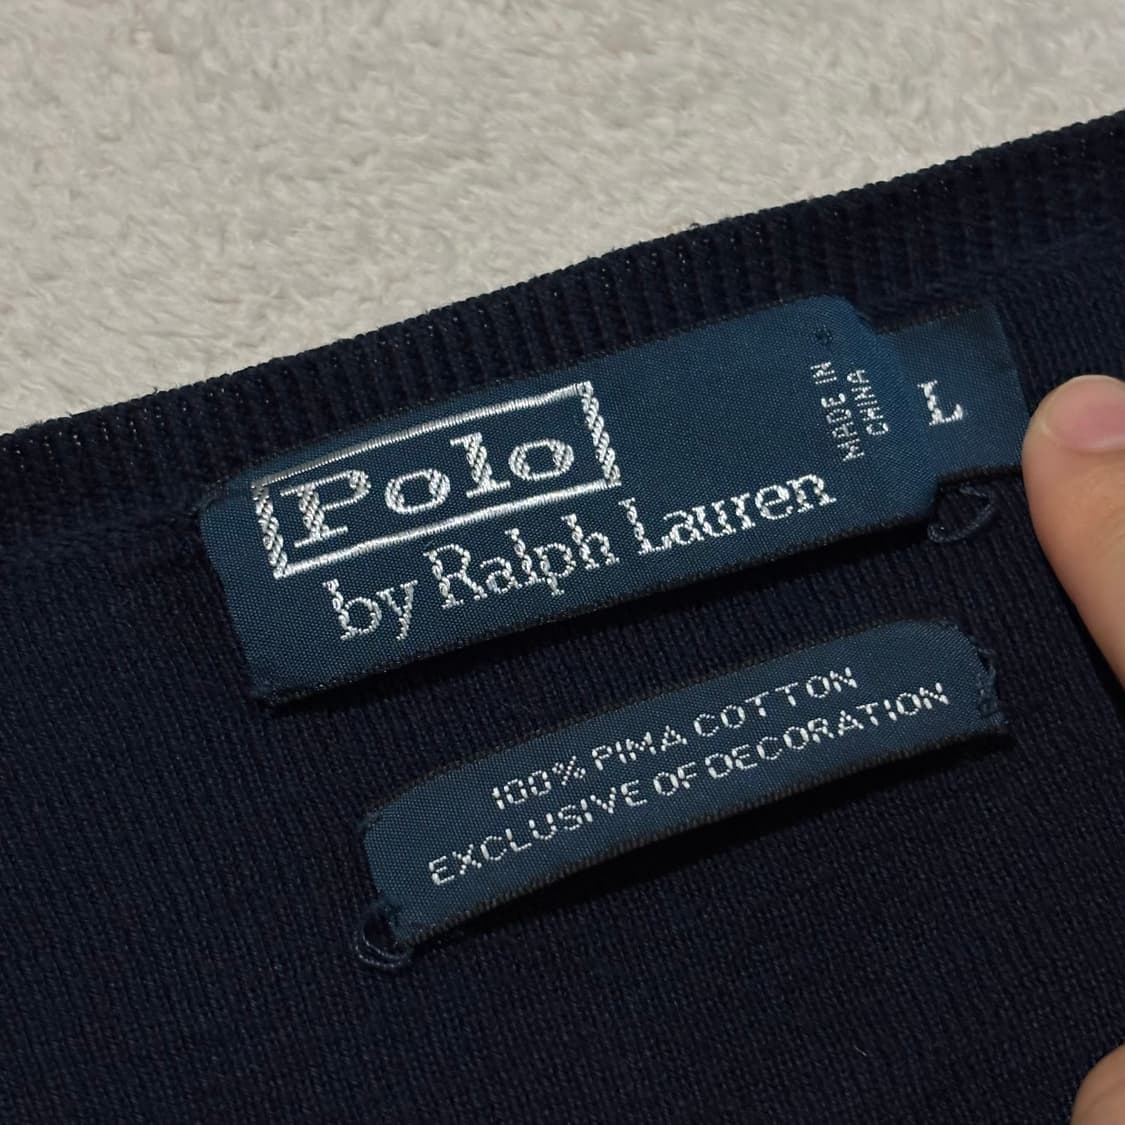 Polo
by Ralph Lauren
MADE IN
CHINA
L
100% PIMA COTTON
EXCLUSIVE OF DECORATION